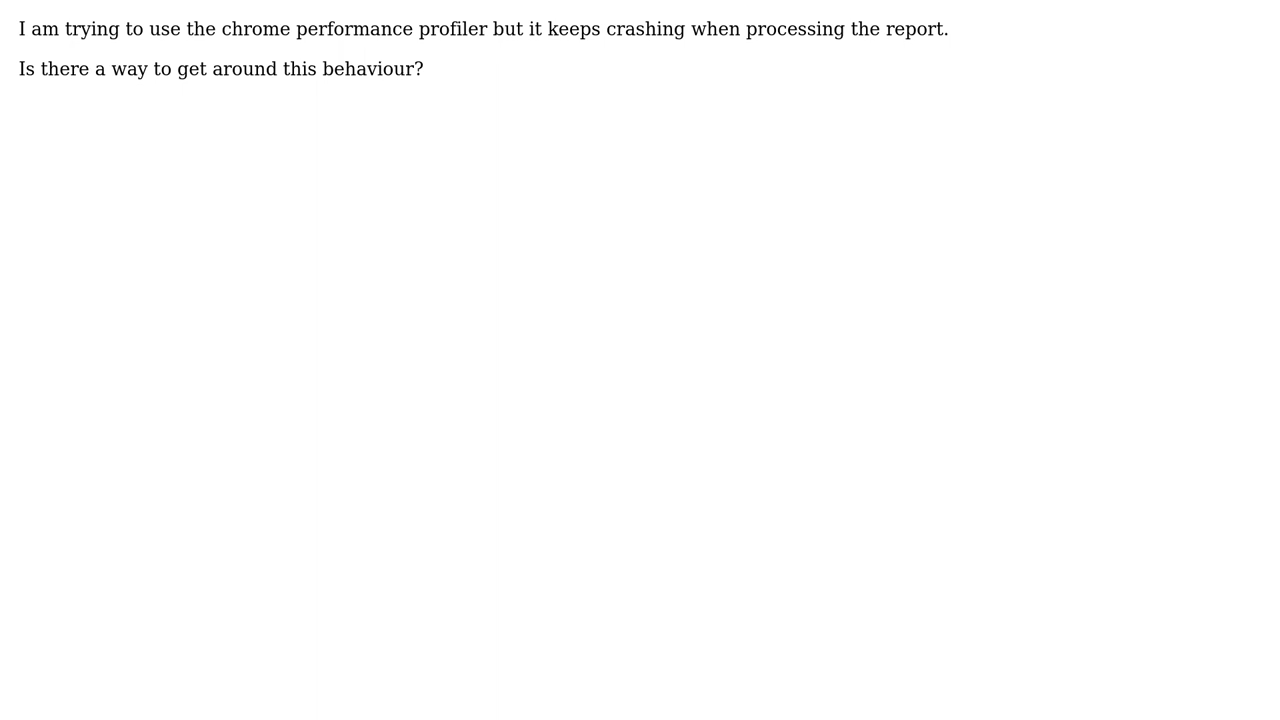 I am trying to use the chrome performance profiler but it keeps crashing when processing the report.
Is there a way to get around this behaviour?